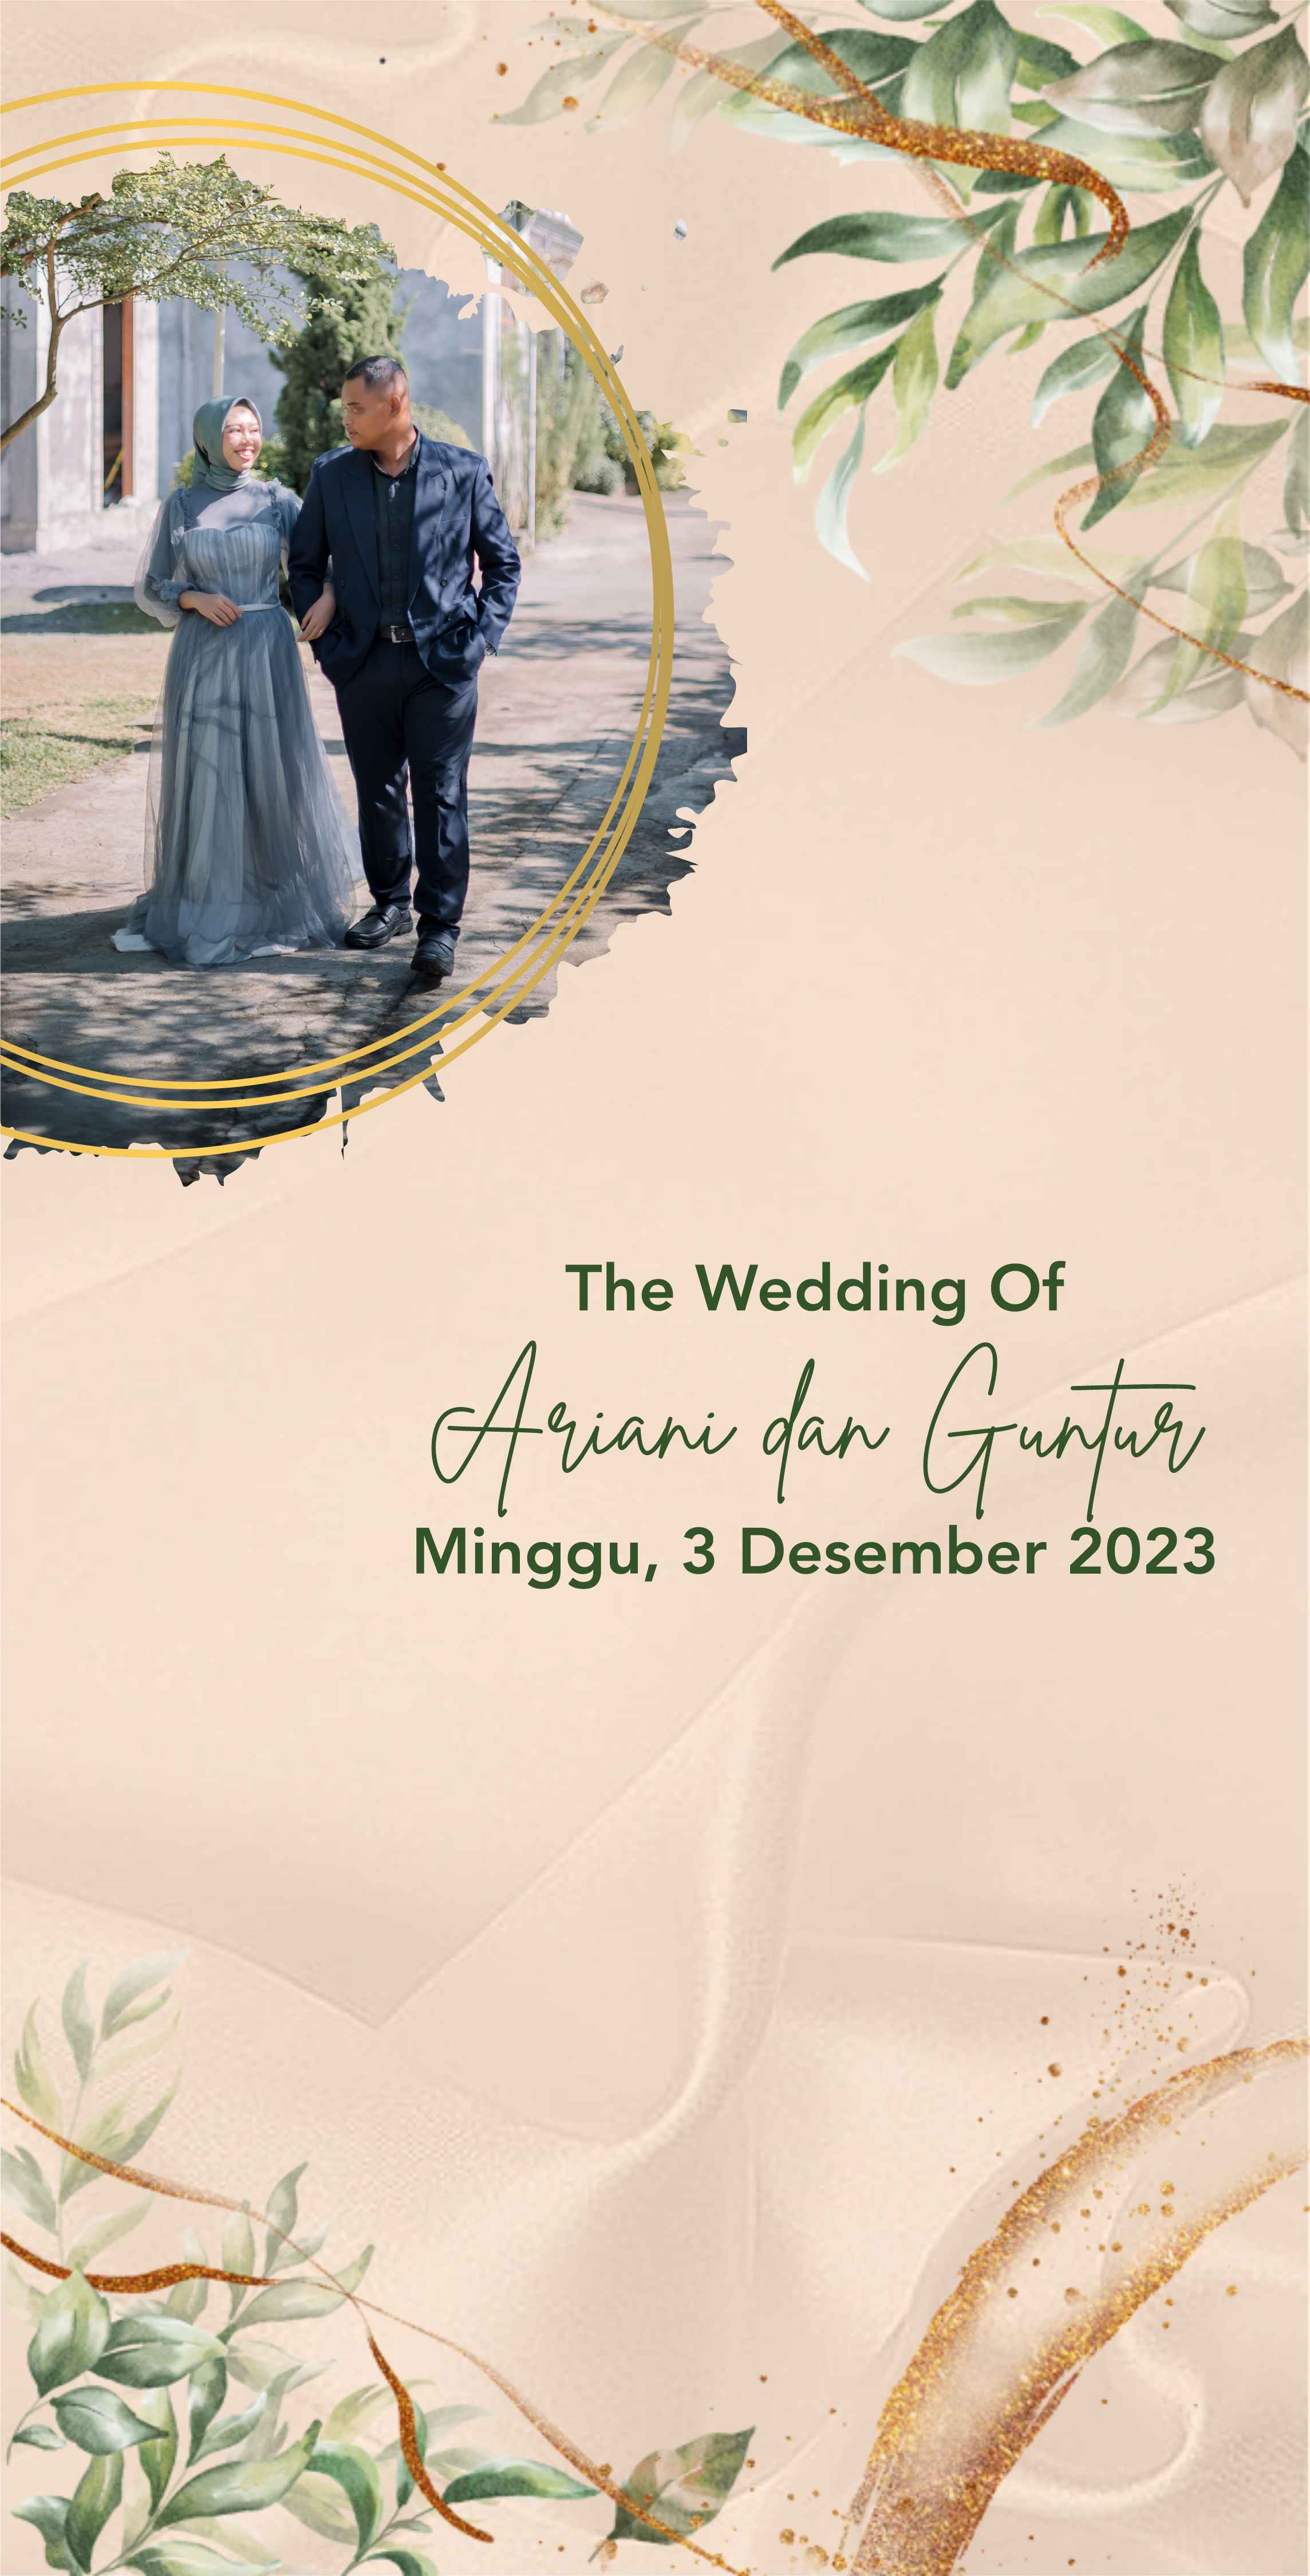 The Wedding Of
Ariani dan Guntur
Minggu, 3 Desember 2023